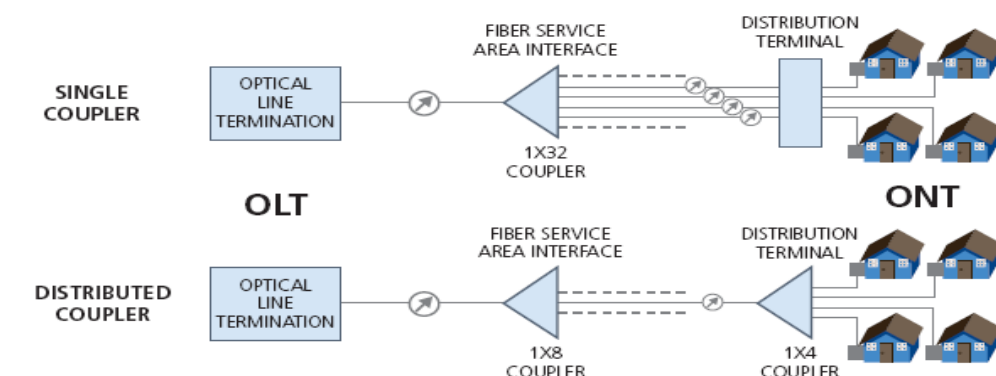 FIBER SERVICE
AREA INTERFACE
DISTRIBUTION
TERMINAL
SINGLE
COUPLER
OPTICAL
LINE
TERMINATION
1X32
COUPLER
OLT
ONT
FIBER SERVICE
AREA INTERFACE
DISTRIBUTION
TERMINAL
DISTRIBUTED
COUPLER
OPTICAL
LINE
TERMINATION
1X8
COUPLER
1X4
COUPLER